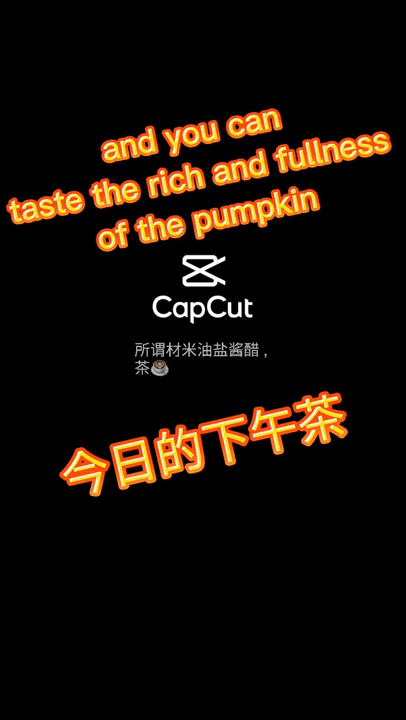 and you can
taste the rich and fullness
of the pumpkin
CapCut
所谓材米油盐酱醋，
茶☕
今日的下午茶